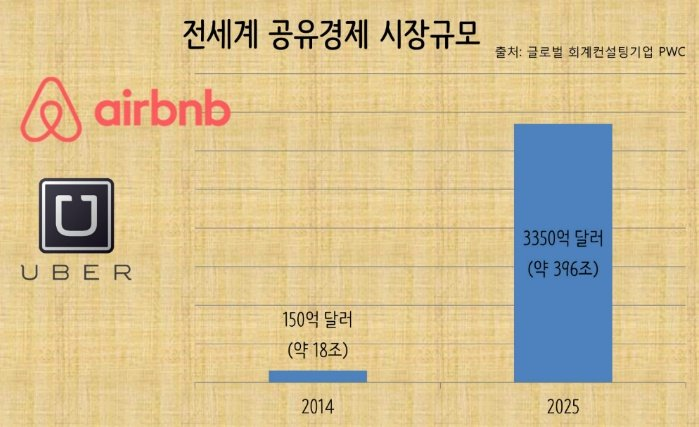 전세계 공유경제 시장규모
출처: 글로벌 회계컨설팅기업 PWC
airbnb
U
UBER
3350억 달러
(약 396조)
150억 달러
(약 18조)
2014
2025